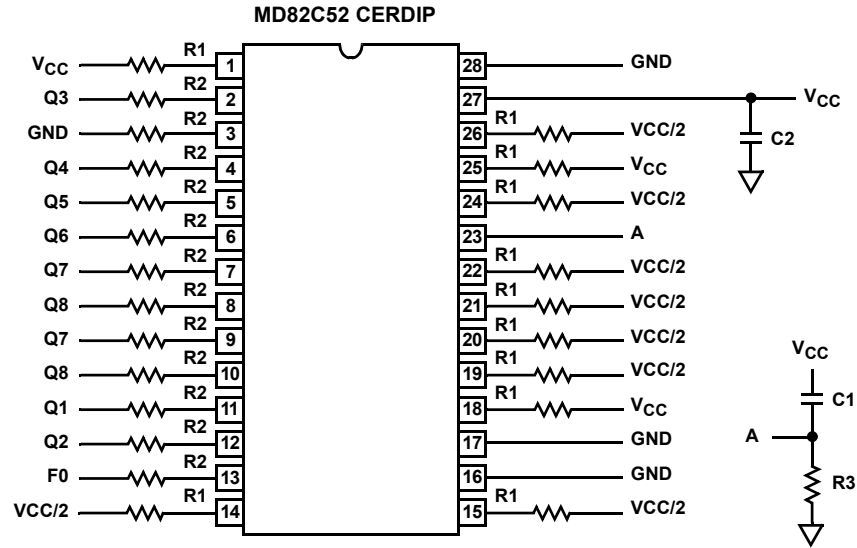 MD82C52 CERDIP
VCC R1 1
Q3 R2 2
GND R2 3
Q4 R2 4
Q5 R2 5
Q6 R2 6
Q7 R2 7
Q8 R2 8
Q7 R2 9
Q8 R2 10
Q1 R2 11
Q2 R2 12
F0 R2 13
VCC/2 R1 14
28 GND
27 VCC
C2
26 R1 VCC/2
25 R1 VCC
24 R1 VCC/2
23 A
22 R1 VCC/2
21 R1 VCC/2
20 R1 VCC/2
19 R1 VCC/2
18 R1 VCC
17 GND
16 GND
15 R1 VCC/2
VCC
C1
A
R3